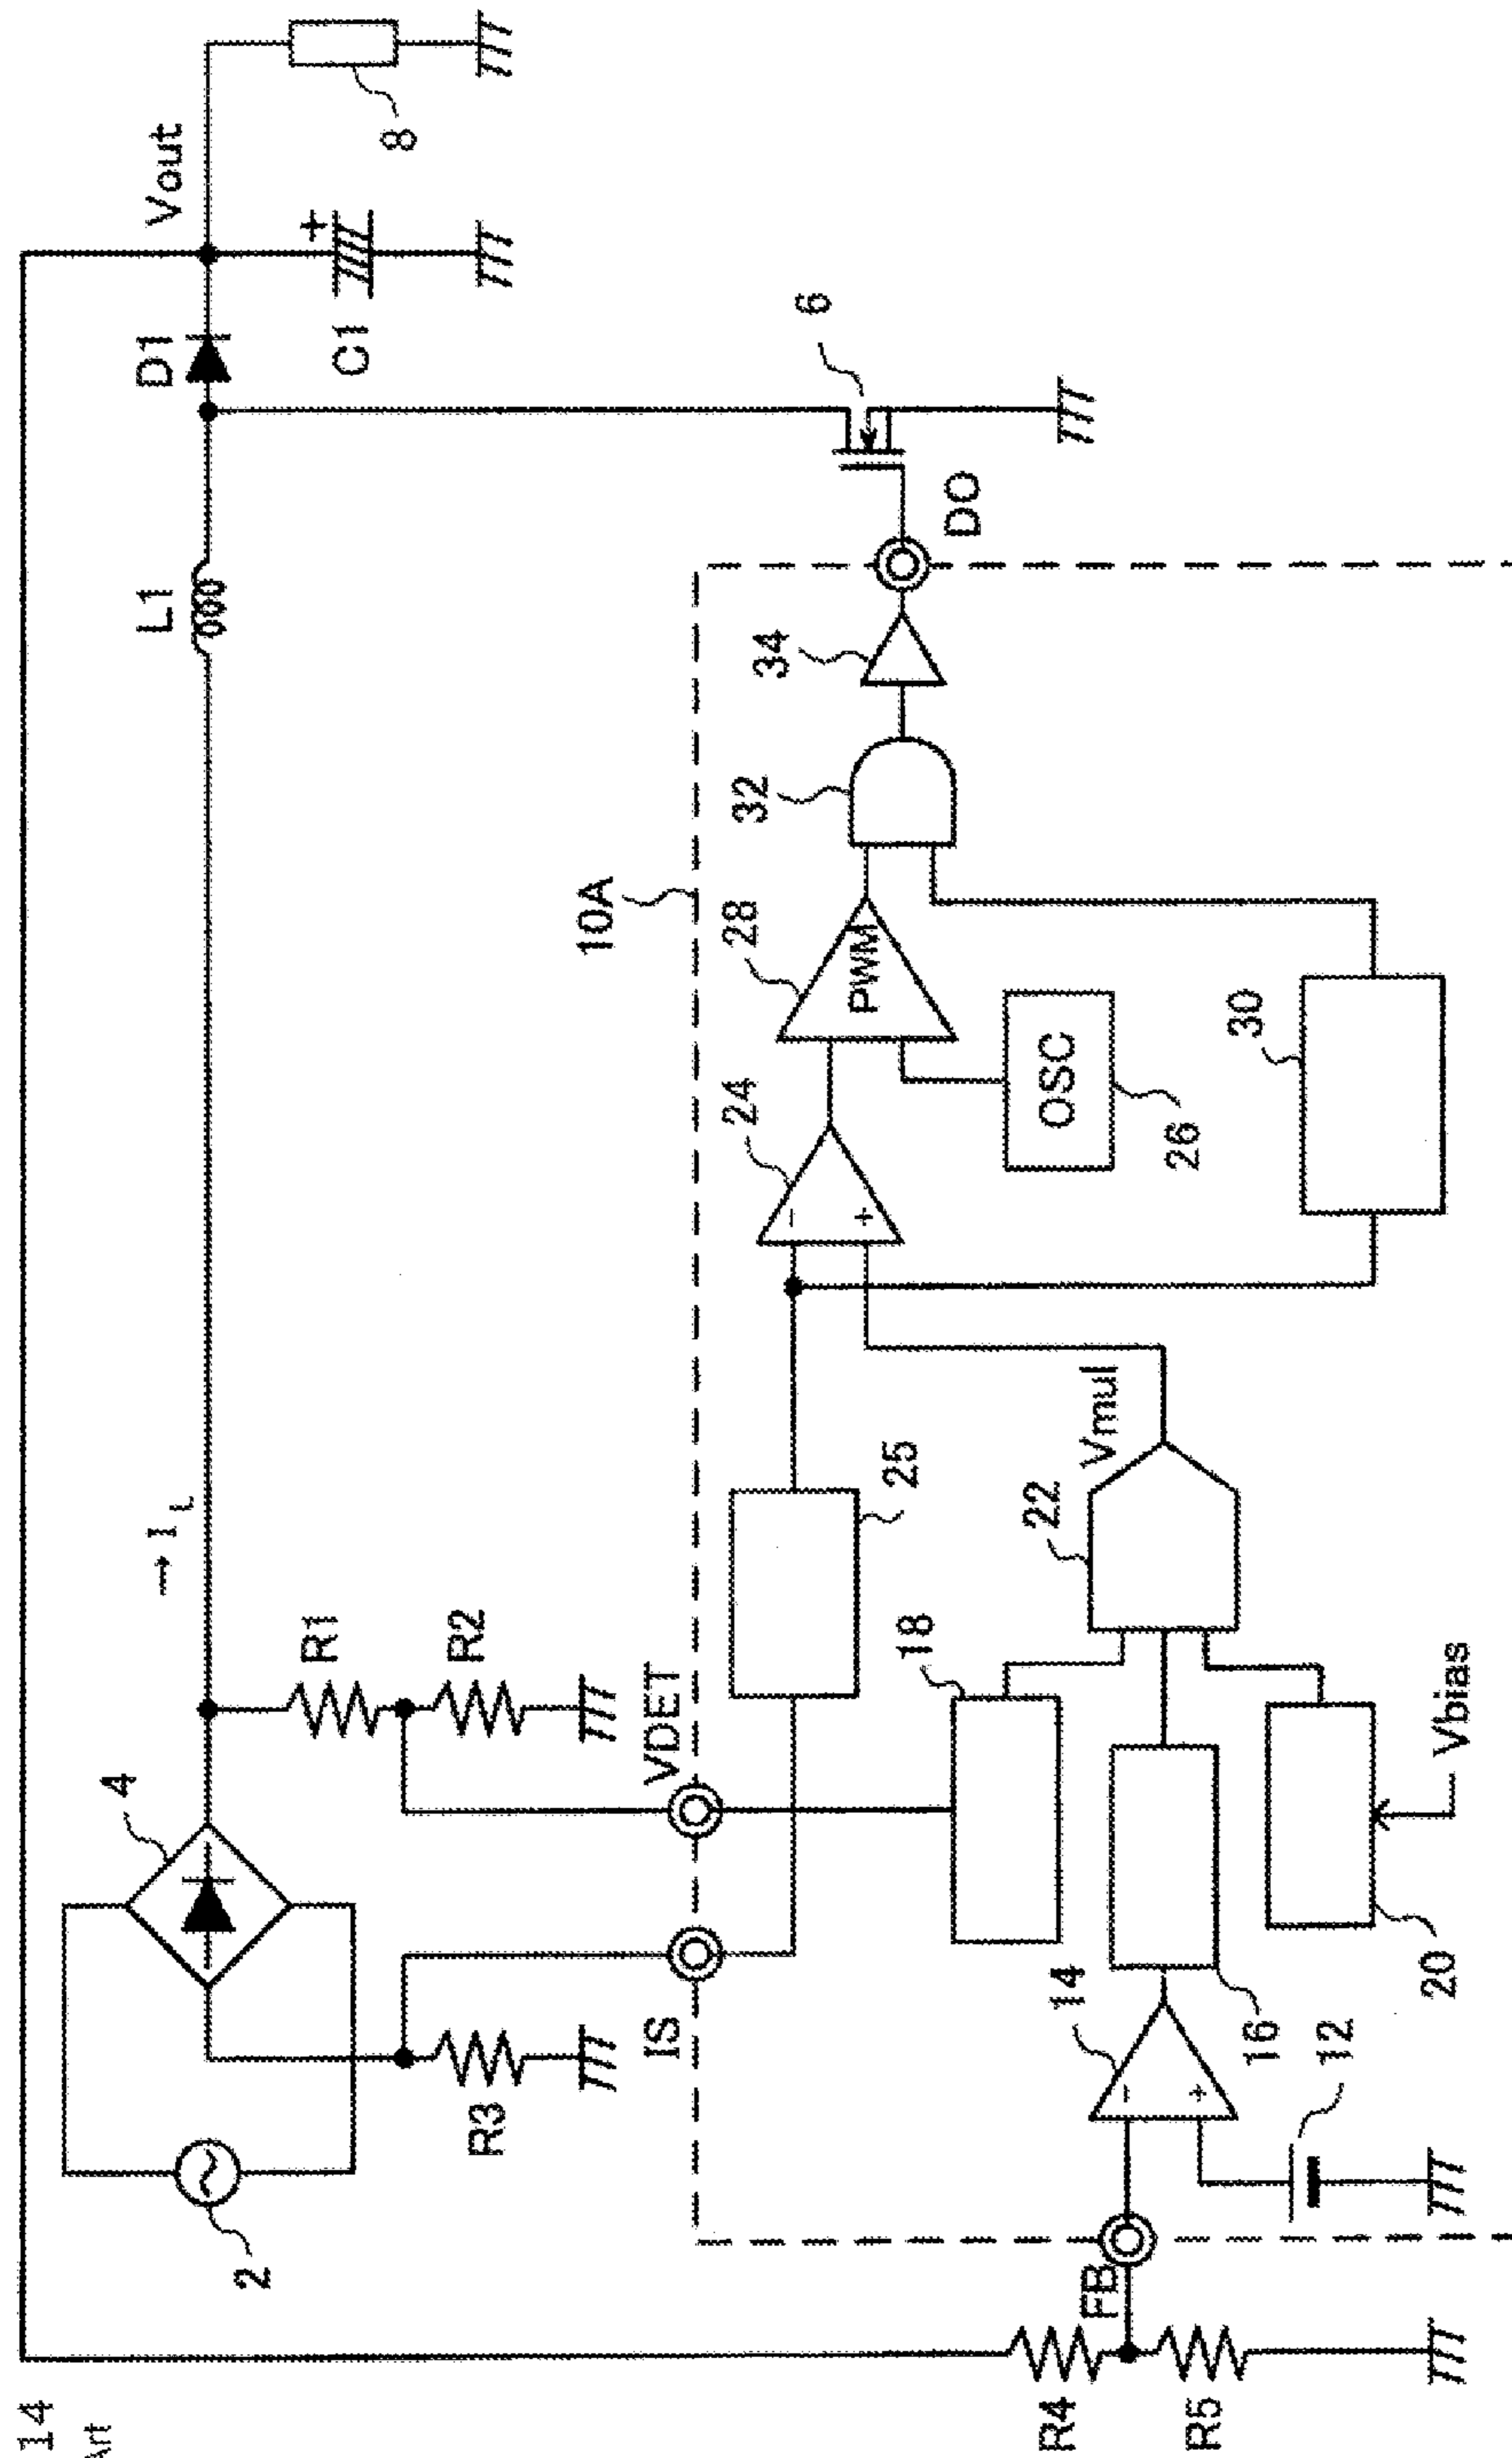 14
Art
2
4
→ I L
L1
D1
Vout
C1
+
8
R1
R2
R3
IS
VDET
10A
6
DO
R4
R5
FB
14
-
+
12
16
18
20
Vbias
22
Vmul
25
24
-
+
26
OSC
28
PWM
30
32
34